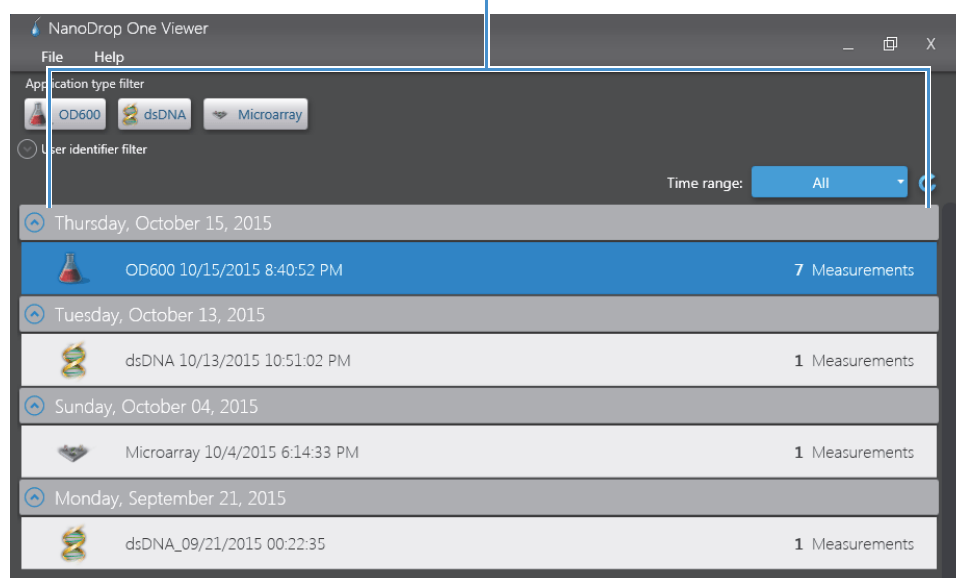 NanoDrop One Viewer
File Help
Application type filter
OD600 dsDNA Microarray
User identifier filter
Time range: All
Thursday, October 15, 2015
OD600 10/15/2015 8:40:52 PM 7 Measurements
Tuesday, October 13, 2015
dsDNA 10/13/2015 10:51:02 PM 1 Measurements
Sunday, October 04, 2015
Microarray 10/4/2015 6:14:33 PM 1 Measurements
Monday, September 21, 2015
dsDNA_09/21/2015 00:22:35 1 Measurements